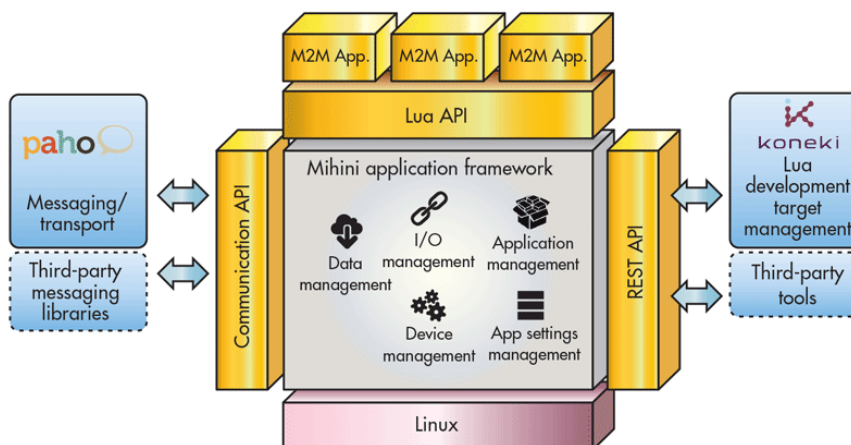 M2M App.
M2M App.
M2M App.
Lua API
paho
Messaging/
transport
Third-party
messaging
libraries
Communication API
Mihini application framework
Data
management
I/O
management
Application
management
Device
management
App settings
management
REST API
koneki
Lua
development
target
management
Third-party
tools
Linux